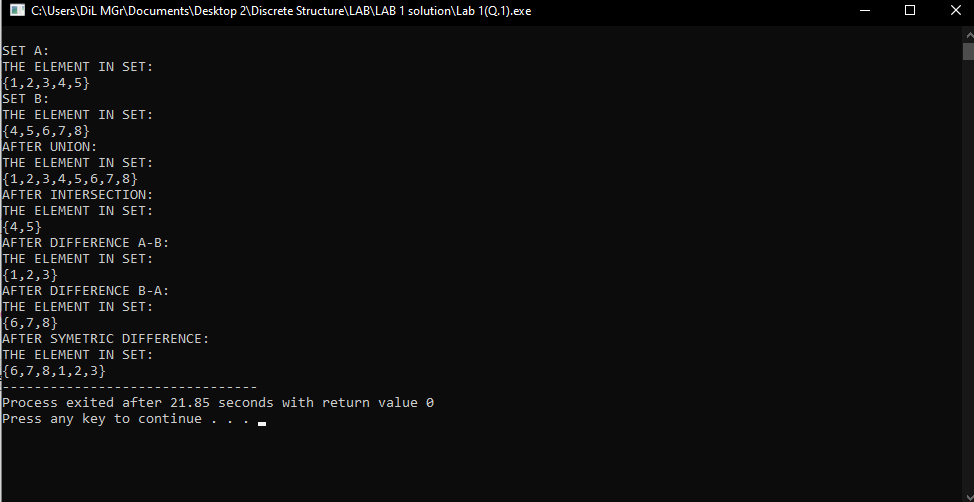 C:\Users\DiL MGr\Documents\Desktop 2\Discrete Structure\LAB\LAB 1 solution\Lab 1(Q.1).exe
SET A:
THE ELEMENT IN SET:
{1,2,3,4,5}
SET B:
THE ELEMENT IN SET:
{4,5,6,7,8}
AFTER UNION:
THE ELEMENT IN SET:
{1,2,3,4,5,6,7,8}
AFTER INTERSECTION:
THE ELEMENT IN SET:
{4,5}
AFTER DIFFERENCE A-B:
THE ELEMENT IN SET:
{1,2,3}
AFTER DIFFERENCE B-A:
THE ELEMENT IN SET:
{6,7,8}
AFTER SYMETRIC DIFFERENCE:
THE ELEMENT IN SET:
{6,7,8,1,2,3}
--------------------------------
Process exited after 21.85 seconds with return value 0
Press any key to continue . . .